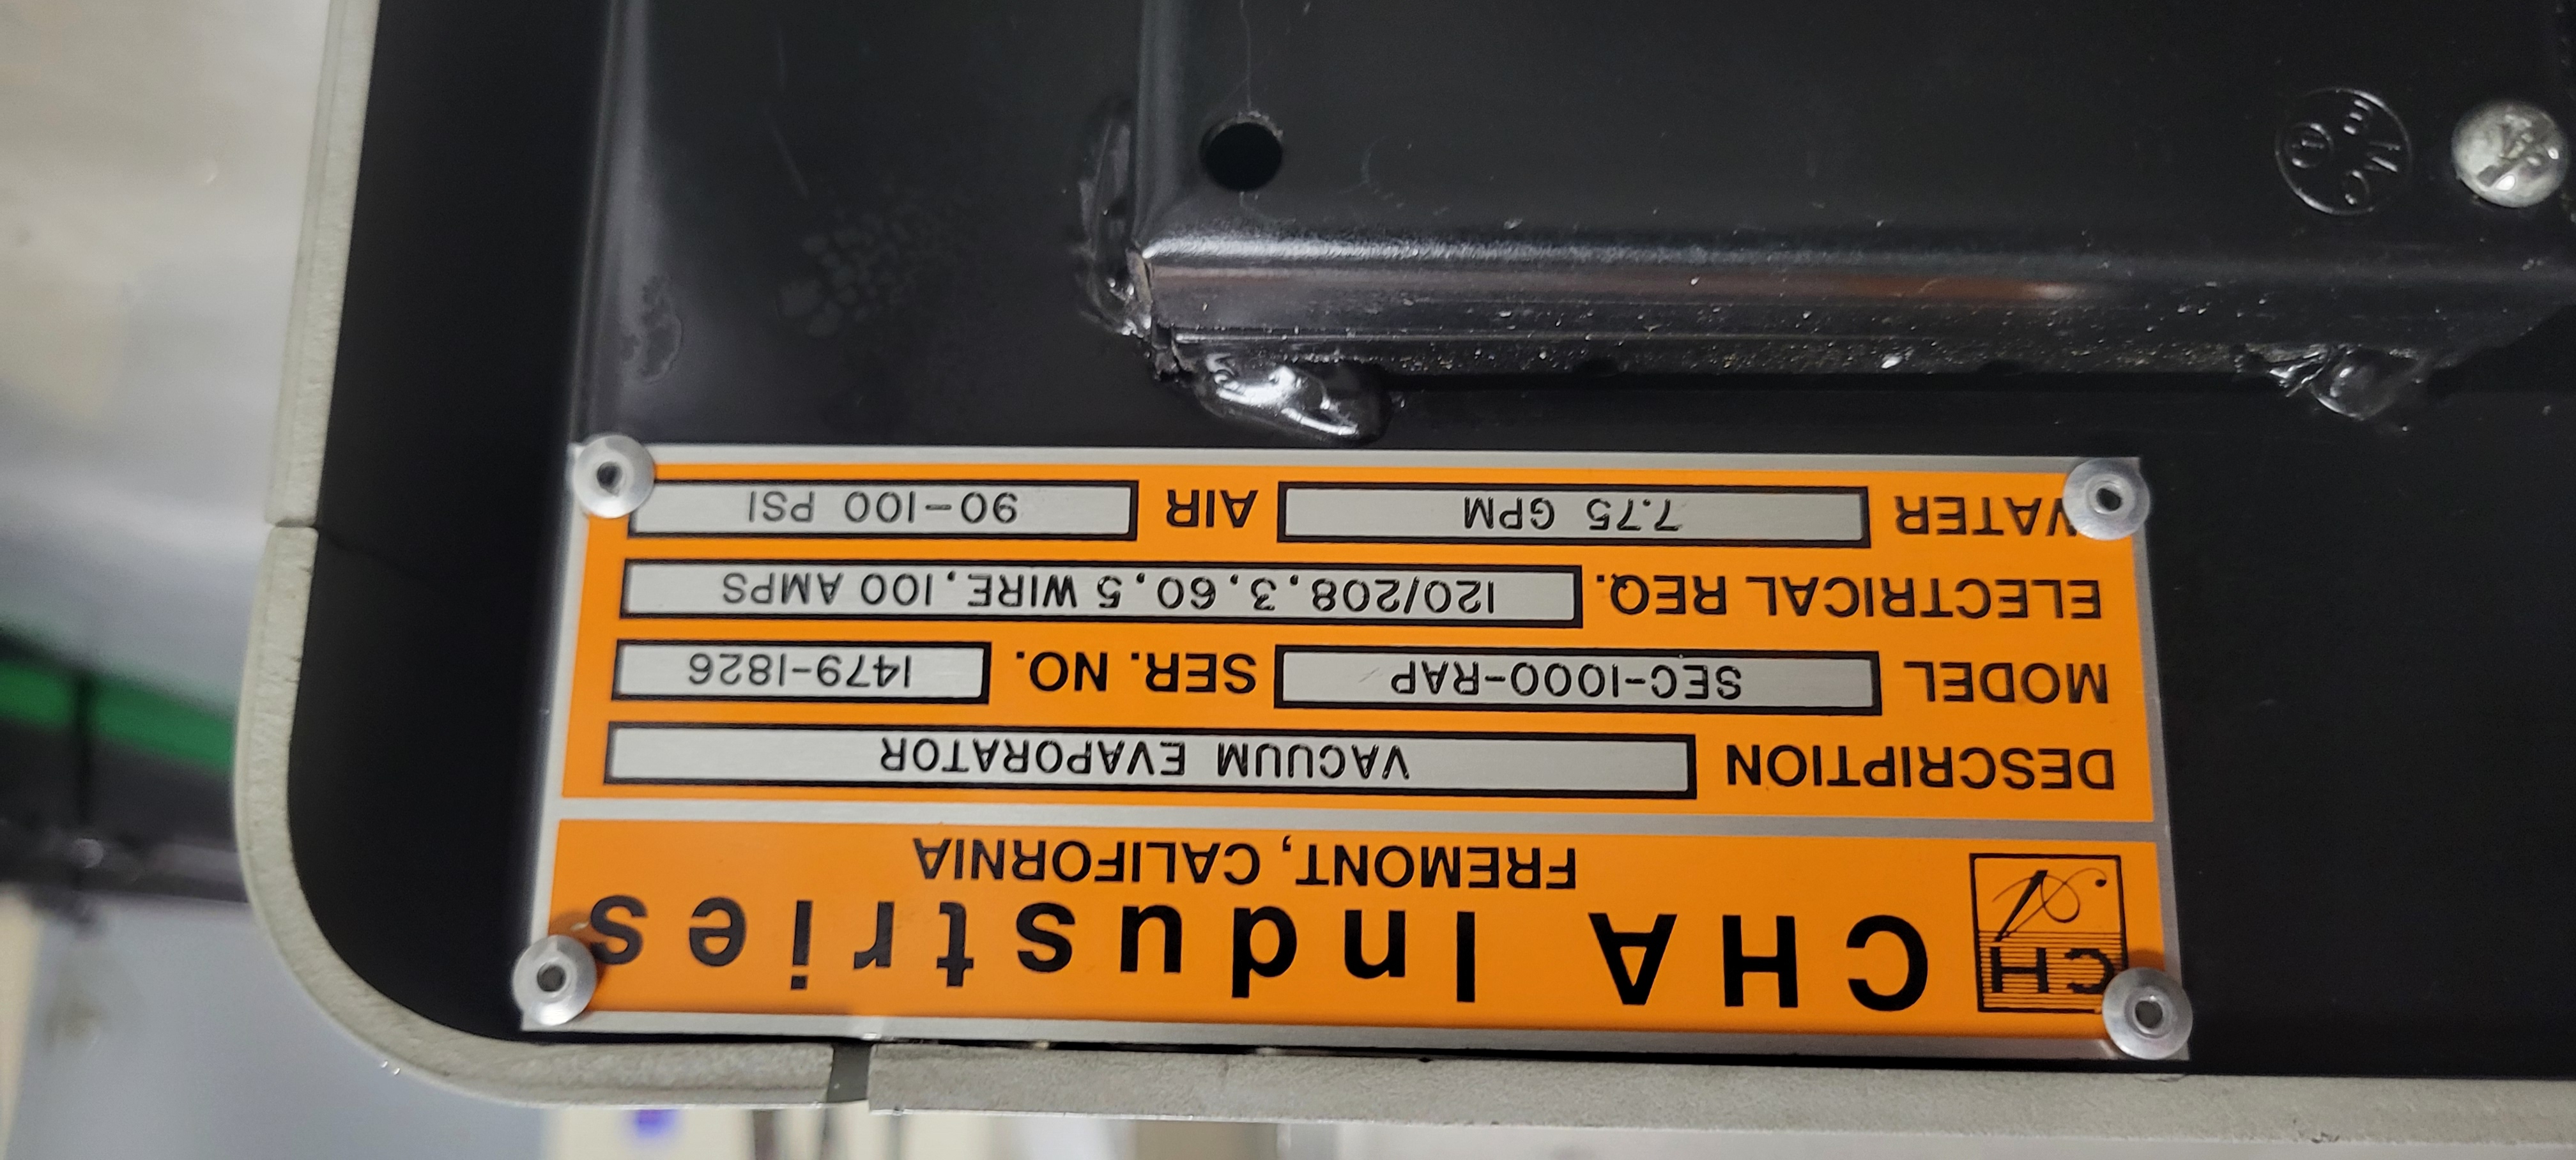 CHA Industries
FREMONT, CALIFORNIA
DESCRIPTION VACUUM EVAPORATOR
MODEL SEC-1000-RAP SER. NO. 1479-1826
ELECTRICAL REQ. 120/208, 3, 60, 5 WIRE, 100 AMPS
WATER 7.75 GPM AIR 90-100 PSI